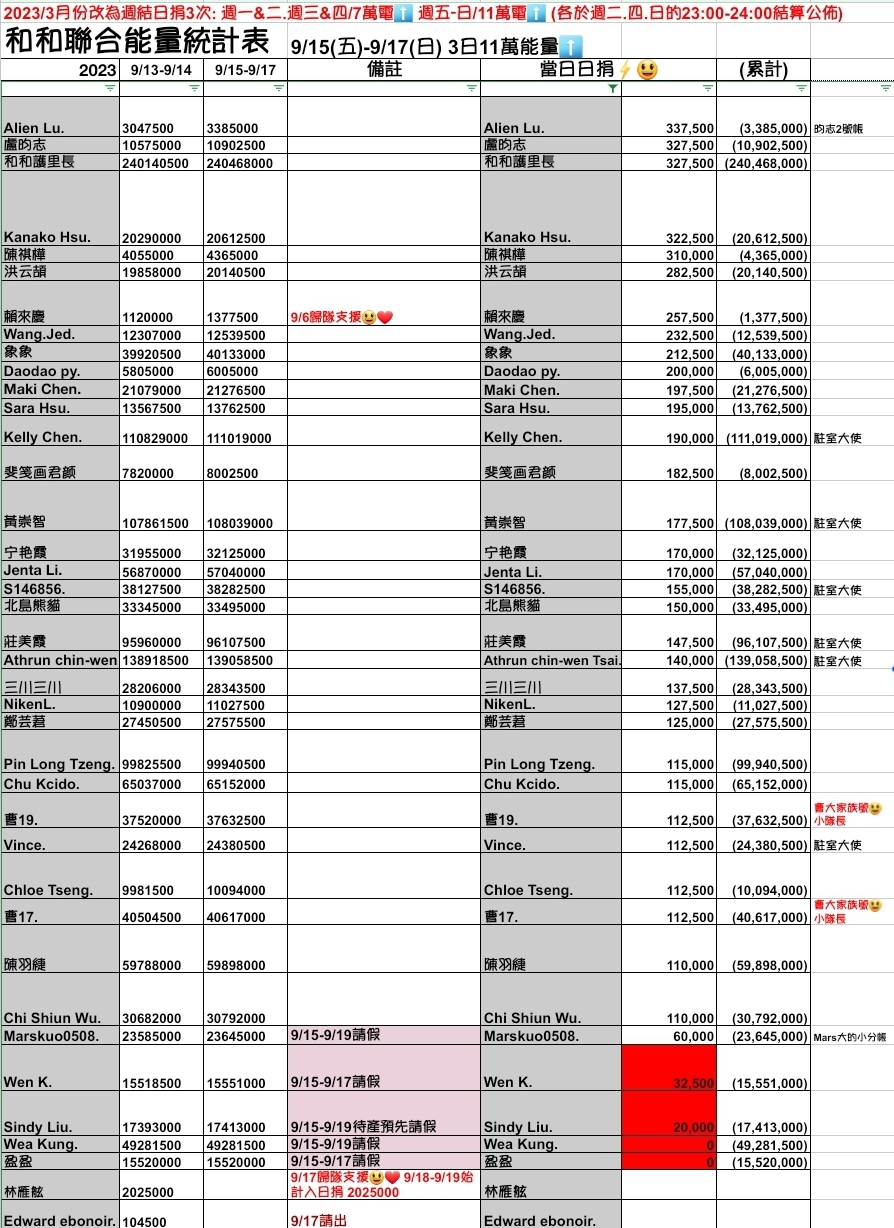 2023/3月份改為週結日捐3次: 週一&二.週三&四/7萬電⬆️ 週五-日/11萬電⬆️ (各於週二.四.日的23:00-24:00結算公佈)
和和聯合能量統計表 9/15(五)-9/17(日) 3日11萬能量⬆️
2023 9/13-9/14 9/15-9/17 備註 當日日捐⚡😃 (累計)
Alien Lu. 3047500 3385000 Alien Lu. 337,500 (3,385,000) 昀志2號帳
盧昀志 10575000 10902500 盧昀志 327,500 (10,902,500)
和和護里長 240140500 240468000 和和護里長 327,500 (240,468,000)
Kanako Hsu. 20290000 20612500 Kanako Hsu. 322,500 (20,612,500)
陳祺樺 4055000 4365000 陳祺樺 310,000 (4,365,000)
洪云頡 19858000 20140500 洪云頡 282,500 (20,140,500)
賴來慶 1120000 1377500 9/6歸隊支援😃❤️ 賴來慶 257,500 (1,377,500)
Wang.Jed. 12307000 12539500 Wang.Jed. 232,500 (12,539,500)
象象 39920500 40133000 象象 212,500 (40,133,000)
Daodao py. 5805000 6005000 Daodao py. 200,000 (6,005,000)
Maki Chen. 21079000 21276500 Maki Chen. 197,500 (21,276,500)
Sara Hsu. 13567500 13762500 Sara Hsu. 195,000 (13,762,500)
Kelly Chen. 110829000 111019000 Kelly Chen. 190,000 (111,019,000) 駐室大使
斐笺画君颜 7820000 8002500 斐笺画君颜 182,500 (8,002,500)
黃崇智 107861500 108039000 黃崇智 177,500 (108,039,000) 駐室大使
宁艳霞 31955000 32125000 宁艳霞 170,000 (32,125,000)
Jenta Li. 56870000 57040000 Jenta Li. 170,000 (57,040,000)
S146856. 38127500 38282500 S146856. 155,000 (38,282,500) 駐室大使
北島熊貓 33345000 33495000 北島熊貓 150,000 (33,495,000)
莊美霞 95960000 96107500 莊美霞 147,500 (96,107,500) 駐室大使
Athrun chin-wen 138918500 139058500 Athrun chin-wen Tsai. 140,000 (139,058,500) 駐室大使
三川三川 28206000 28343500 三川三川 137,500 (28,343,500)
NikenL. 10900000 11027500 NikenL. 127,500 (11,027,500)
鄭芸莙 27450500 27575500 鄭芸莙 125,000 (27,575,500)
Pin Long Tzeng. 99825500 99940500 Pin Long Tzeng. 115,000 (99,940,500)
Chu Kcido. 65037000 65152000 Chu Kcido. 115,000 (65,152,000)
曹19. 37520000 37632500 曹19. 112,500 (37,632,500) 曹大家族號😃
小隊長
Vince. 24268000 24380500 Vince. 112,500 (24,380,500) 駐室大使
Chloe Tseng. 9981500 10094000 Chloe Tseng. 112,500 (10,094,000)
曹17. 40504500 40617000 曹17. 112,500 (40,617,000) 曹大家族號😃
小隊長
陳羽緁 59788000 59898000 陳羽緁 110,000 (59,898,000)
Chi Shiun Wu. 30682000 30792000 Chi Shiun Wu. 110,000 (30,792,000)
Marskuo0508. 23585000 23645000 9/15-9/19請假 Marskuo0508. 60,000 (23,645,000) Mars大的小分帳
Wen K. 15518500 15551000 9/15-9/17請假 Wen K. 32,500 (15,551,000)
Sindy Liu. 17393000 17413000 9/15-9/19待產預先請假 Sindy Liu. 20,000 (17,413,000)
Wea Kung. 49281500 49281500 9/15-9/19請假 Wea Kung. 0 (49,281,500)
盈盈 15520000 15520000 9/15-9/17請假 盈盈 0 (15,520,000)
林雁舷 2025000 9/17歸隊支援😃❤️ 9/18-9/19始
計入日捐 2025000 林雁舷
Edward ebonoir. 104500 9/17請出 Edward ebonoir.